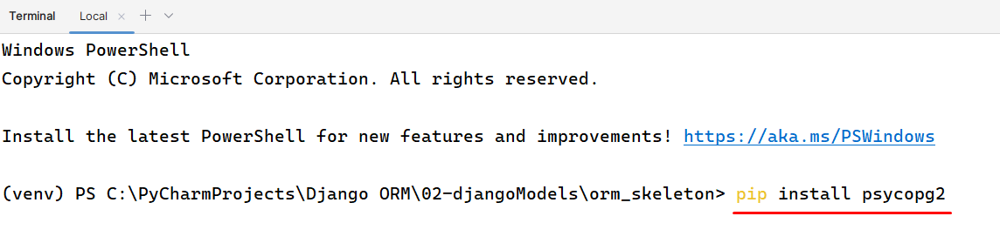 Terminal Local
Windows PowerShell
Copyright (C) Microsoft Corporation. All rights reserved.
Install the latest PowerShell for new features and improvements! https://aka.ms/PSWindows
(venv) PS C:\PyCharmProjects\Django ORM\02-djangoModels\orm_skeleton> pip install psycopg2